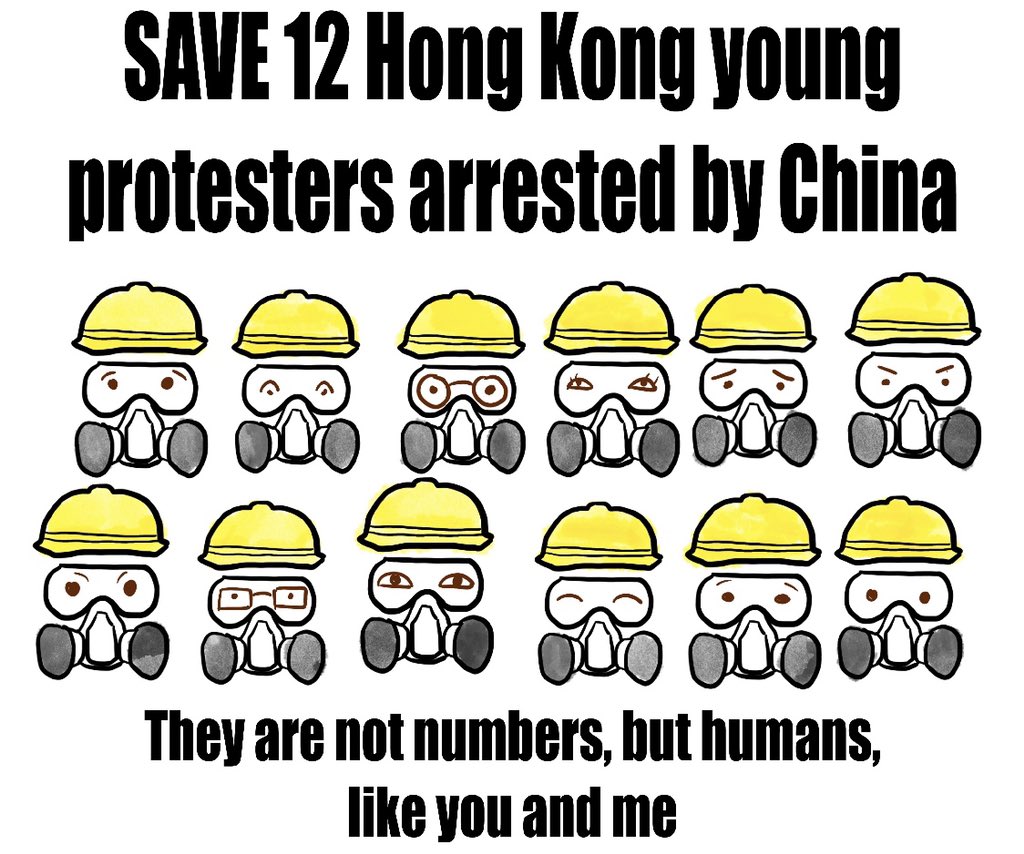 SAVE 12 Hong Kong young
protesters arrested by China
They are not numbers, but humans,
like you and me